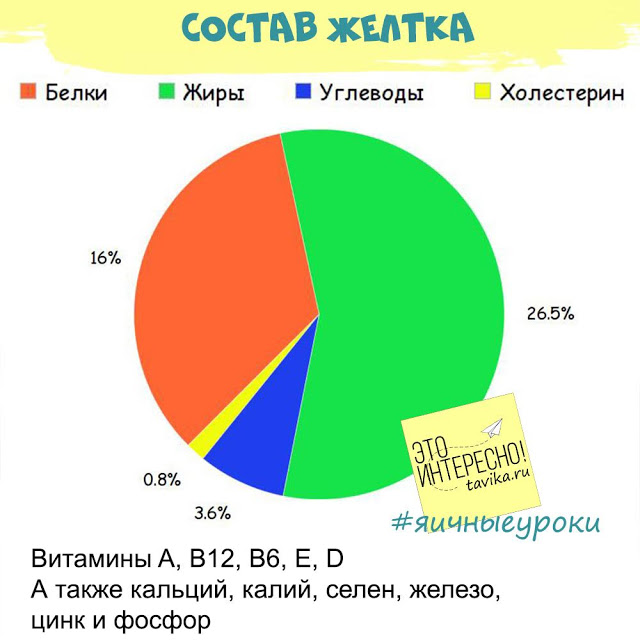 СОСТАВ ЖЕЛТКА
Белки Жиры Углеводы Холестерин
16%
26.5%
0.8%
3.6%
ЭТО
ИНТЕРЕСНО!
tavika.ru
#яичныеуроки
Витамины А, В12, В6, Е, D
А также кальций, калий, селен, железо,
цинк и фосфор